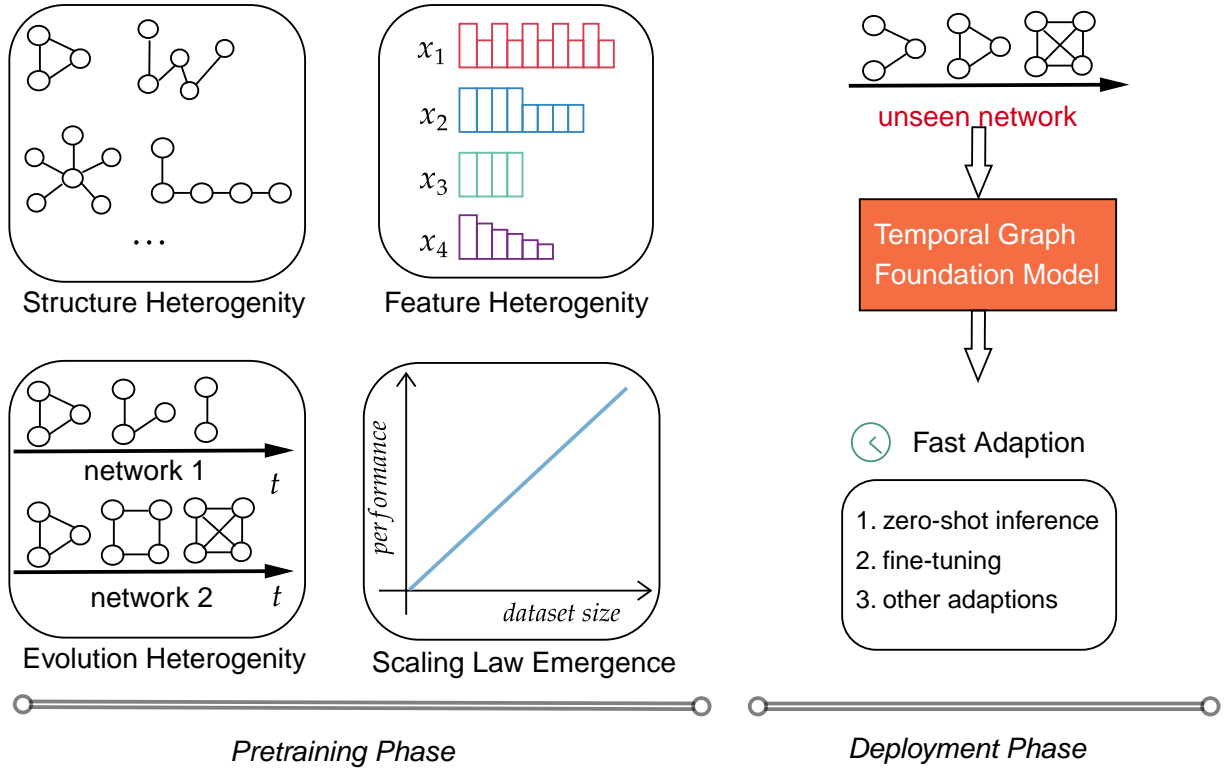 x1
x2
x3
x4
...
Structure Heterogenity
Feature Heterogenity
network 1
t
network 2
t
Evolution Heterogenity
performance
dataset size
Scaling Law Emergence
Pretraining Phase
unseen network
Temporal Graph
Foundation Model
Fast Adaption
1. zero-shot inference
2. fine-tuning
3. other adaptions
Deployment Phase